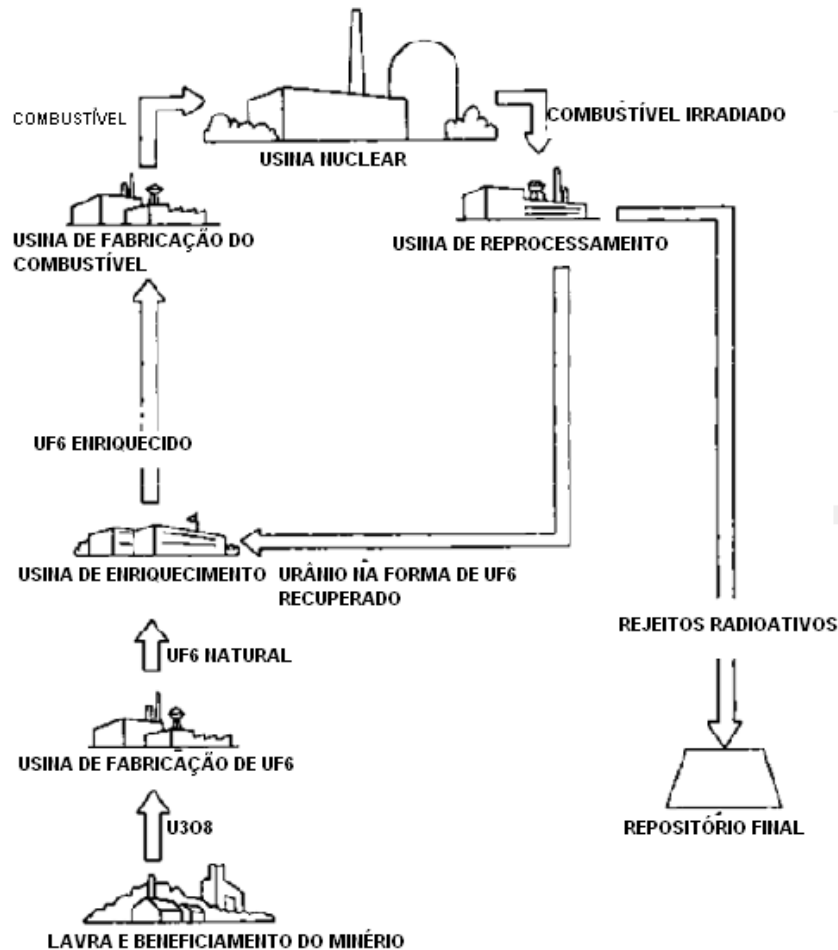 COMBUSTÍVEL
COMBUSTÍVEL IRRADIADO
USINA NUCLEAR
USINA DE FABRICAÇÃO DO
COMBUSTÍVEL
USINA DE REPROCESSAMENTO
UF6 ENRIQUECIDO
USINA DE ENRIQUECIMENTO
URÂNIO NA FORMA DE UF6
RECUPERADO
REJEITOS RADIOATIVOS
UF6 NATURAL
USINA DE FABRICAÇÃO DE UF6
U3O8
REPOSITÓRIO FINAL
LAVRA E BENEFICIAMENTO DO MINÉRIO